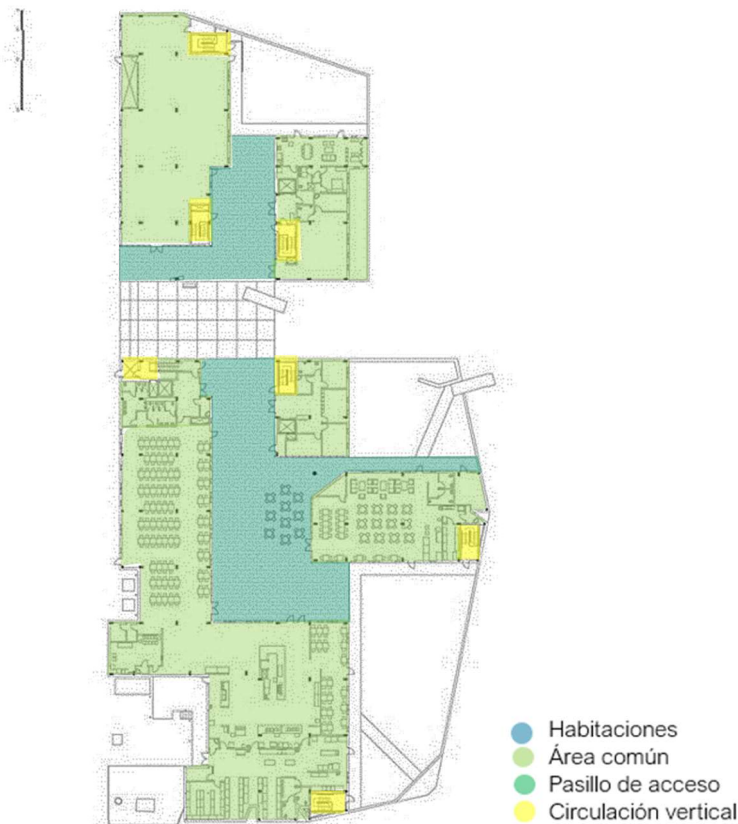 Habitaciones
Área común
Pasillo de acceso
Circulación vertical